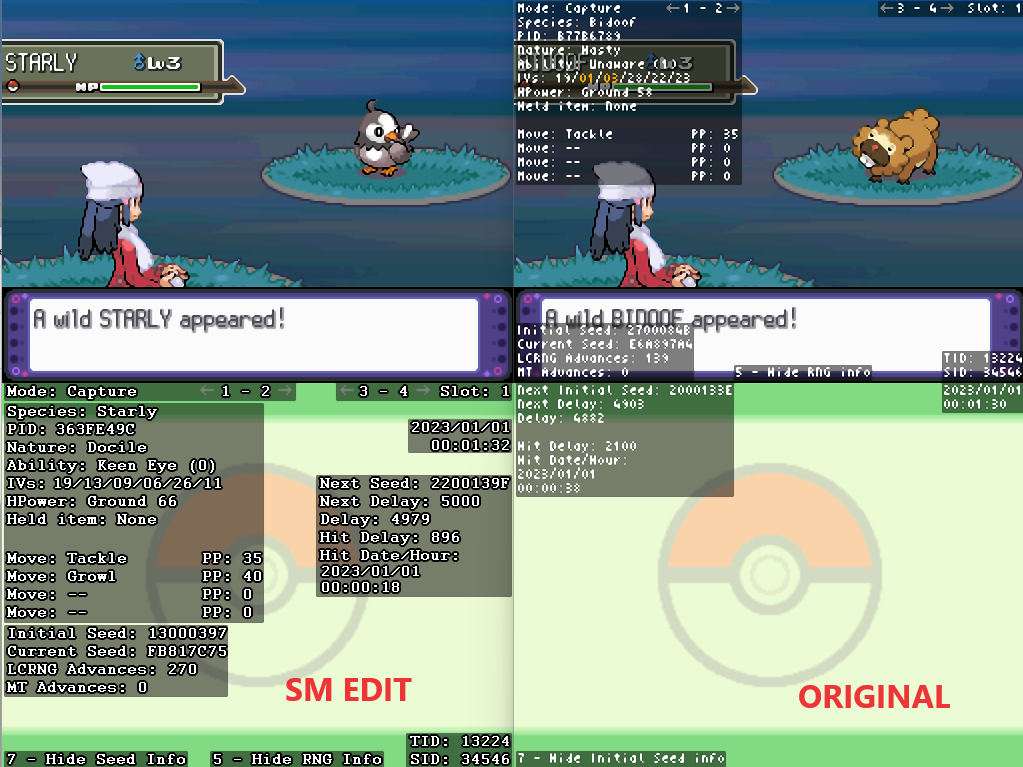 STARLY ♂Lv3
HP
A wild STARLY appeared!
Mode: Capture ←1 - 2→ ←3 - 4→ Slot: 1
Species: Starly
PID: 363FE49C
Nature: Docile
Ability: Keen Eye (0)
IVs: 19/13/09/06/26/11
HPower: Ground 66
Held item: None
Move: Tackle PP: 35
Move: Growl PP: 40
Move: -- PP: 0
Move: -- PP: 0
Initial Seed: 13000397
Current Seed: FB817C75
LCRNG Advances: 270
MT Advances: 0
2023/01/01
00:01:32
Next Seed: 2200139F
Next Delay: 5000
Delay: 4979
Hit Delay: 896
Hit Date/Hour:
2023/01/01
00:00:18
SM EDIT
TID: 13224
SID: 34546
7 - Hide Seed Info 5 - Hide RNG Info
Mode: Capture ←1 - 2→ ←3 - 4→ Slot: 1
Species: Bidoof
PID: B77B6789
Nature: Hasty
Ability: Unaware (1)
IVs: 19/01/03/28/22/23
HPower: Ground 58
Held item: None
Move: Tackle PP: 35
Move: -- PP: 0
Move: -- PP: 0
Move: -- PP: 0
A wild BIDOOF appeared!
Initial Seed: 2700084B
Current Seed: E6A897A4
LCRNG Advances: 139
MT Advances: 0
5 - Hide RNG info
TID: 13224
SID: 34546
2023/01/01
00:01:30
Next Initial Seed: 2000133E
Next Delay: 4903
Delay: 4882
Hit Delay: 2100
Hit Date/Hour:
2023/01/01
00:00:38
ORIGINAL
7 - Hide Initial Seed info